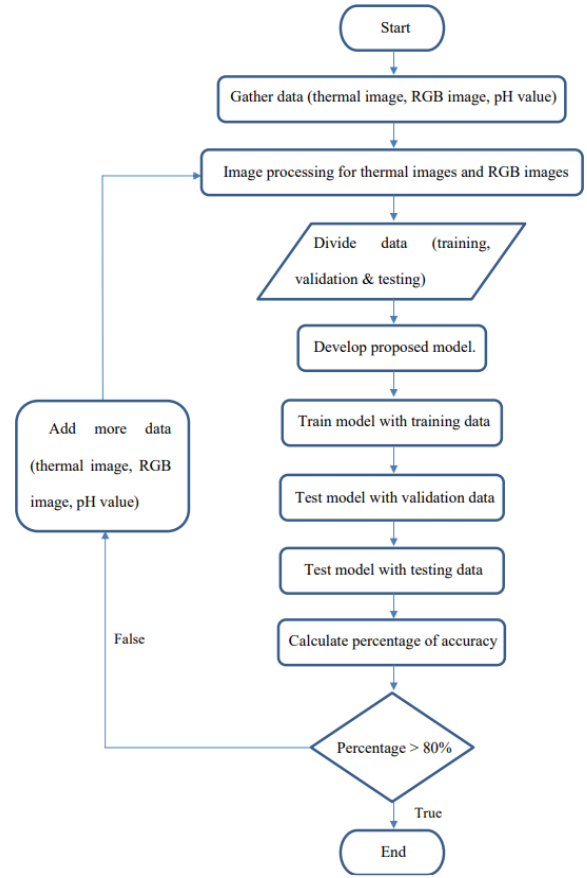 Start
Gather data (thermal image, RGB image, pH value)
Image processing for thermal images and RGB images
Divide data (training,
validation & testing)
Develop proposed model.
Train model with training data
Add more data
(thermal image, RGB
image, pH value)
Test model with validation data
Test model with testing data
Calculate percentage of accuracy
False
Percentage > 80%
True
End